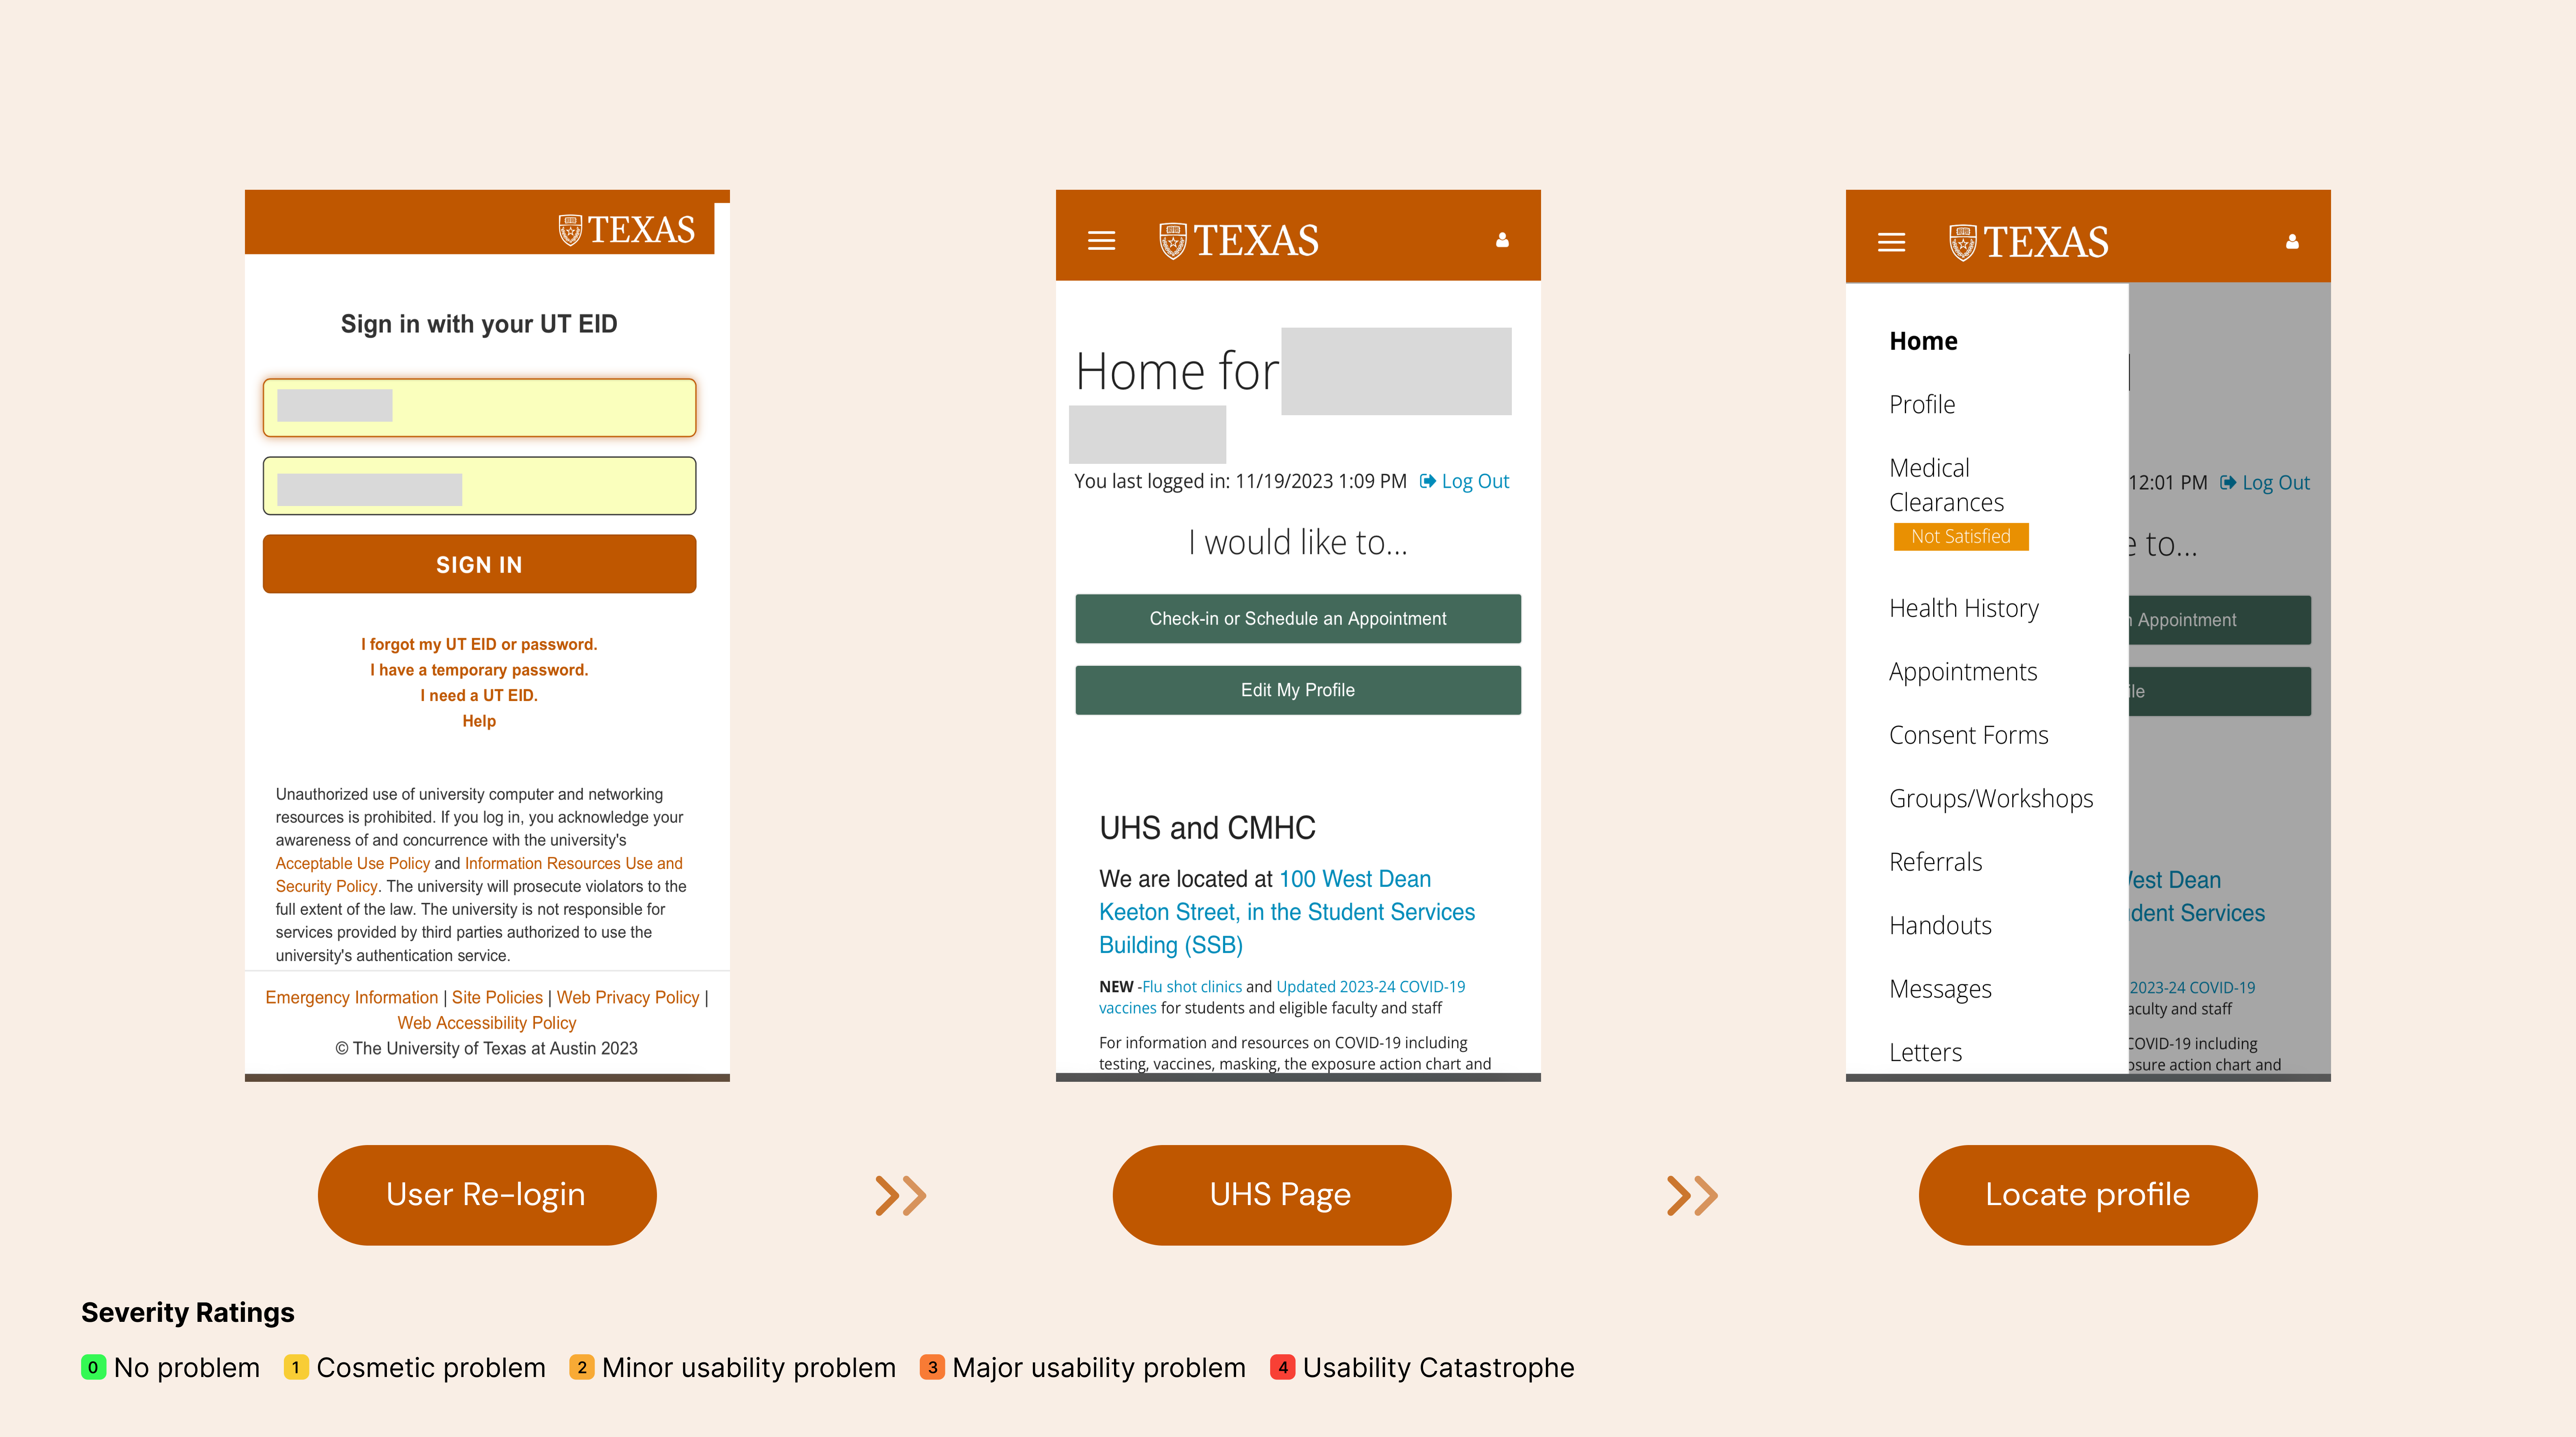 TEXAS
Sign in with your UT EID
SIGN IN
I forgot my UT EID or password.
I have a temporary password.
I need a UT EID.
Help
Unauthorized use of university computer and networking
resources is prohibited. If you log in, you acknowledge your
awareness of and concurrence with the university's
Acceptable Use Policy and Information Resources Use and
Security Policy. The university will prosecute violators to the
full extent of the law. The university is not responsible for
services provided by third parties authorized to use the
university's authentication service.
Emergency Information | Site Policies | Web Privacy Policy |
Web Accessibility Policy
© The University of Texas at Austin 2023
TEXAS
Home for
You last logged in: 11/19/2023 1:09 PM Log Out
I would like to...
Check-in or Schedule an Appointment
Edit My Profile
UHS and CMHC
We are located at 100 West Dean
Keeton Street, in the Student Services
Building (SSB)
NEW -Flu shot clinics and Updated 2023-24 COVID-19
vaccines for students and eligible faculty and staff
For information and resources on COVID-19 including
testing, vaccines, masking, the exposure action chart and
TEXAS
Home
Profile
Medical
Clearances
Not Satisfied
Health History
Appointments
Consent Forms
Groups/Workshops
Referrals
Handouts
Messages
Letters
12:01 PM Log Out
e to...
Appointment
ile
West Dean
dent Services
2023-24 COVID-19
aculty and staff
COVID-19 including
osure action chart and
User Re-login
UHS Page
Locate profile
Severity Ratings
0 No problem 1 Cosmetic problem 2 Minor usability problem 3 Major usability problem 4 Usability Catastrophe